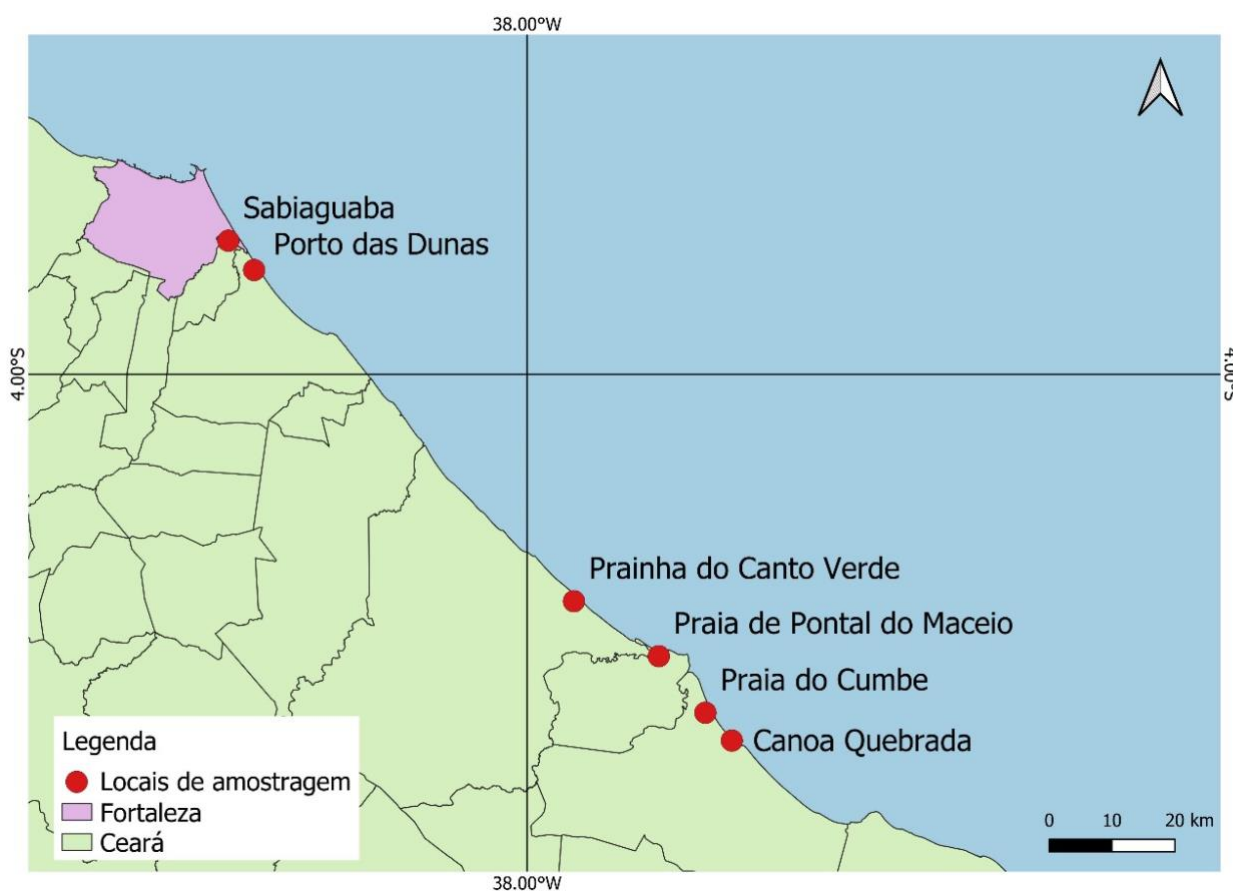 38.00°W
Sabiaguaba
Porto das Dunas
4.00°S
4.00°S
Prainha do Canto Verde
Praia de Pontal do Maceio
Praia do Cumbe
Canoa Quebrada
Legenda
Locais de amostragem
Fortaleza
Ceará
0 10 20 km
38.00°W